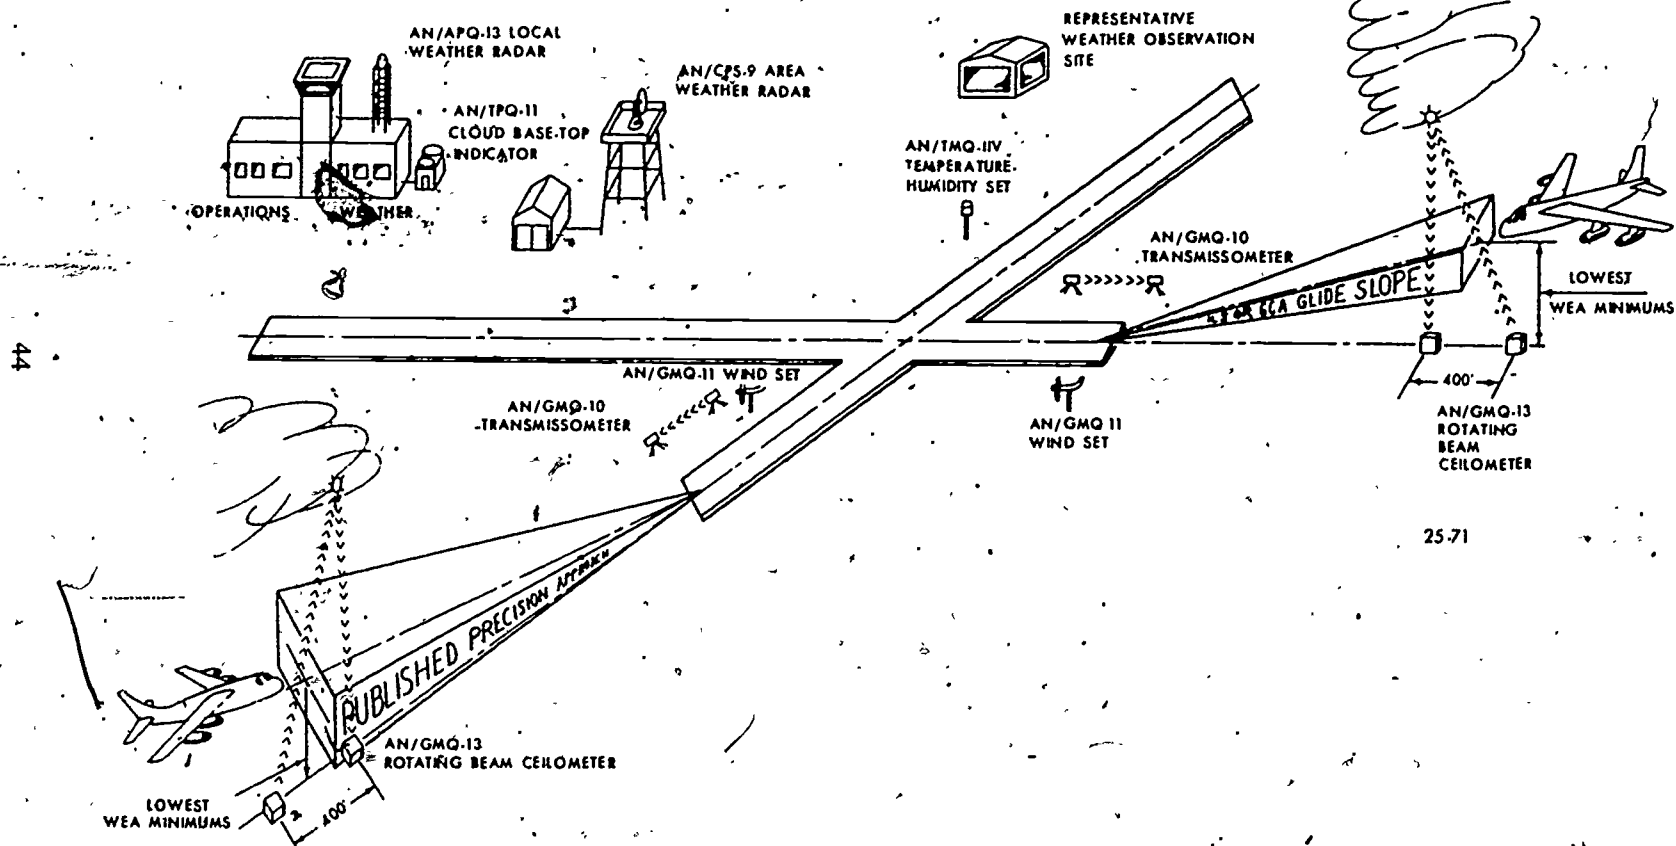 AN/APQ-13 LOCAL
WEATHER RADAR
AN/TPQ-11
CLOUD BASE-TOP
INDICATOR
OPERATIONS
WEATHER
AN/CPS-9 AREA
WEATHER RADAR
REPRESENTATIVE
WEATHER OBSERVATION
SITE
AN/TMQ-11V
TEMPERATURE-
HUMIDITY SET
AN/GMQ-10
TRANSMISSOMETER
GCA GLIDE SLOPE
LOWEST
WEA MINIMUMS
400'
AN/GMQ-13
ROTATING
BEAM
CEILOMETER
AN/GMQ-11 WIND SET
AN/GMQ 11
WIND SET
AN/GMQ-10
TRANSMISSOMETER
44
25-71
PUBLISHED PRECISION APPROACH
AN/GMQ-13
ROTATING BEAM CEILOMETER
400'
LOWEST
WEA MINIMUMS